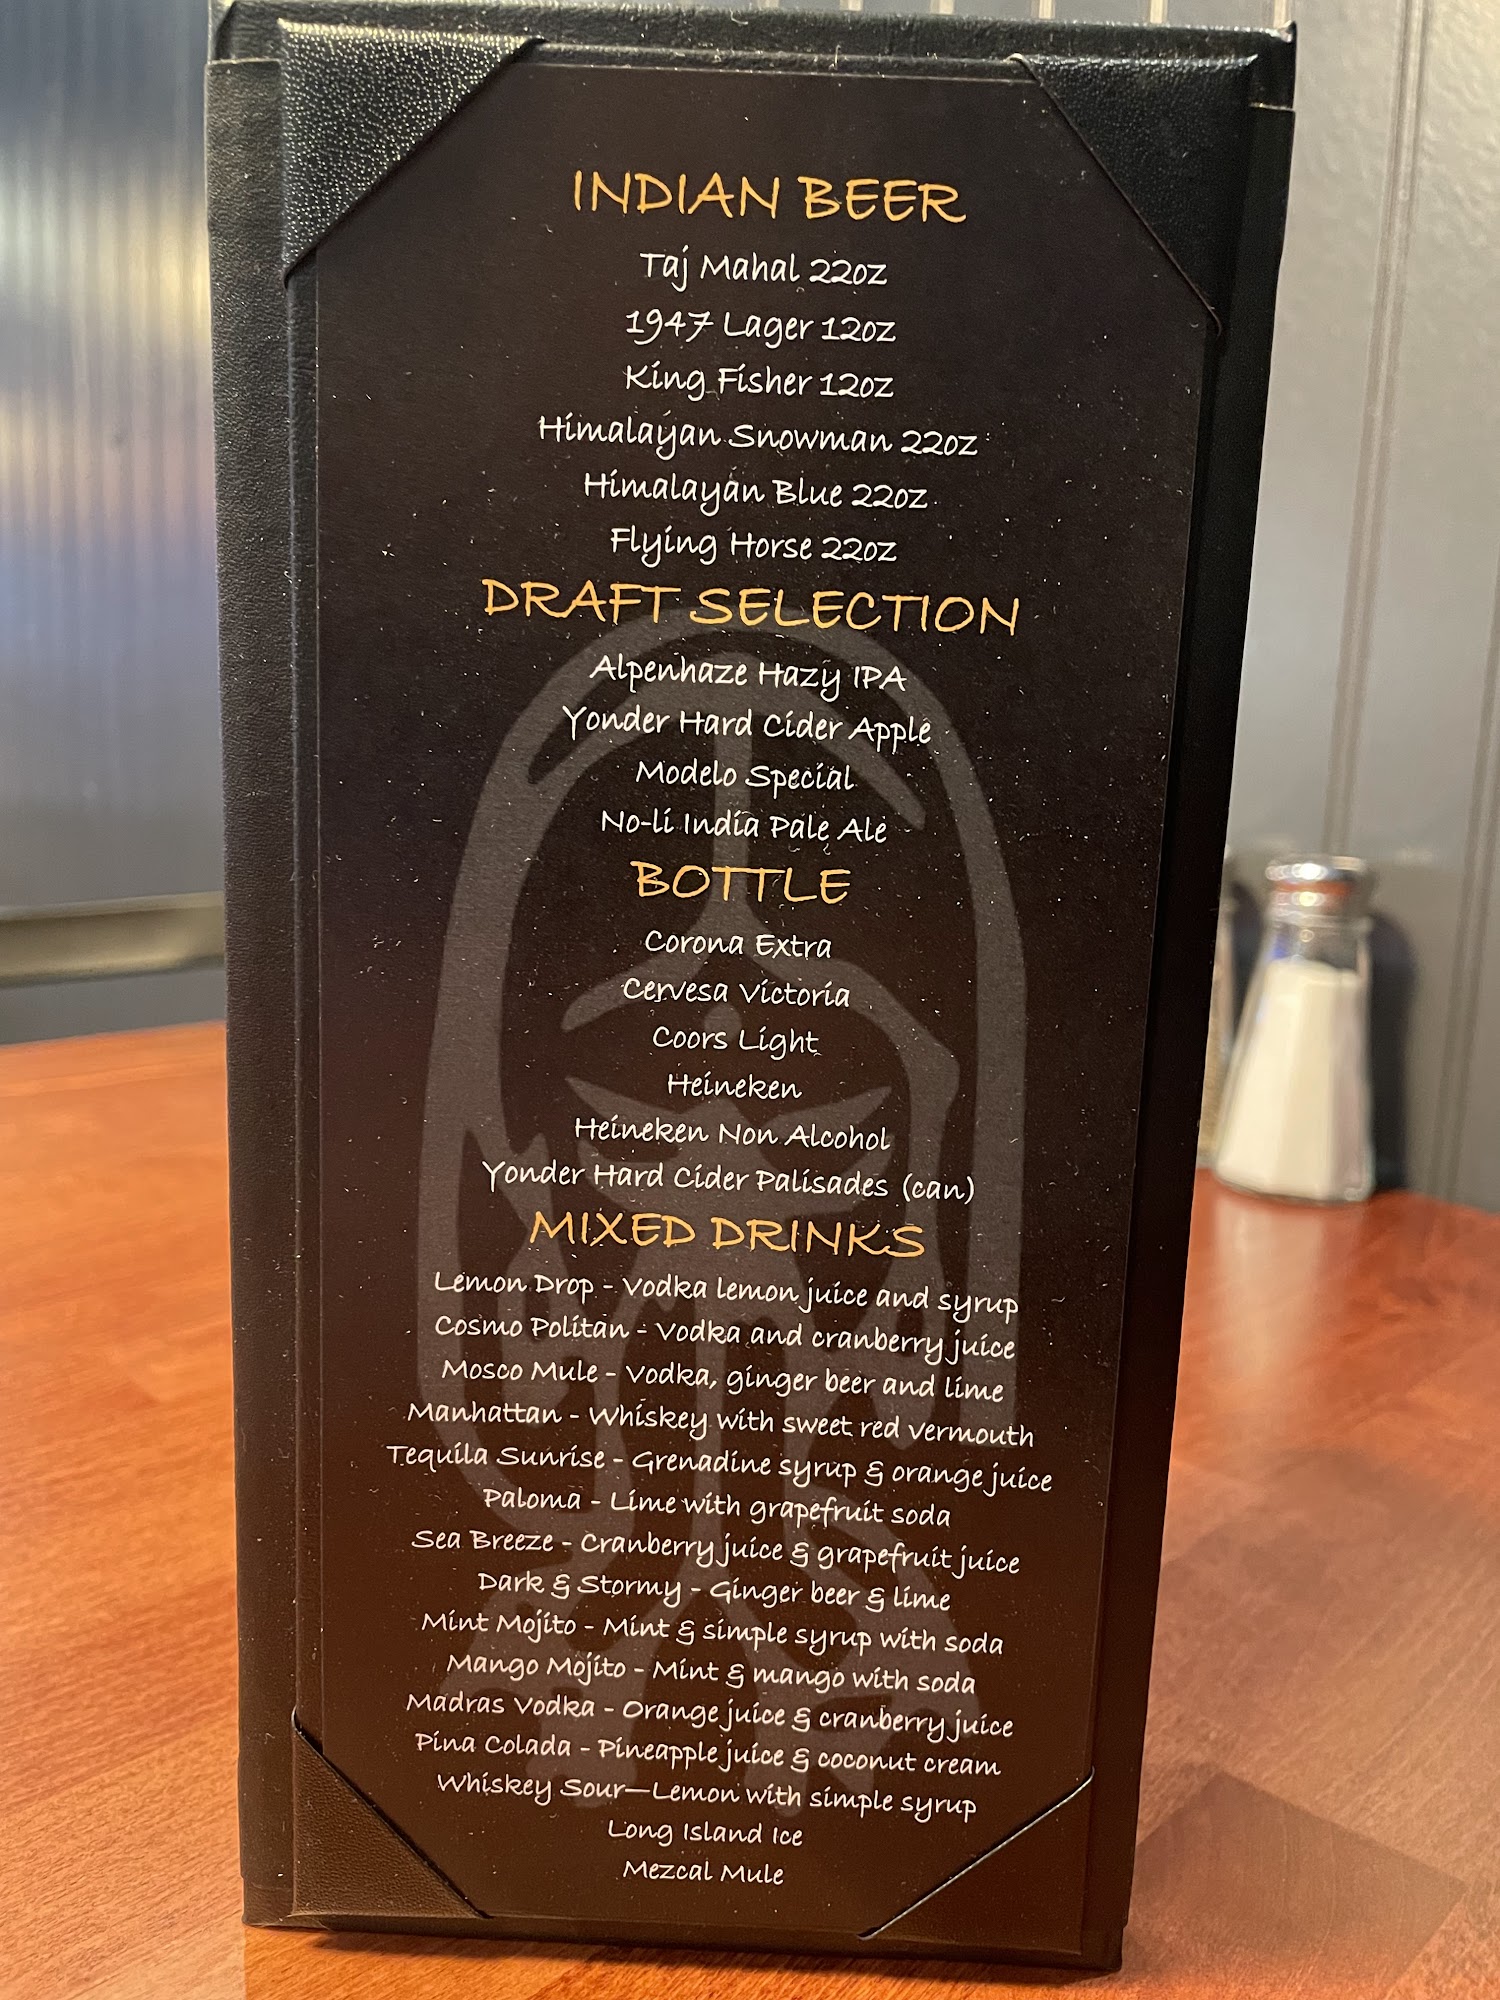 INDIAN BEER
Taj Mahal 22oz
1947 Lager 12oz
King Fisher 12oz
Himalayan Snowman 22oz
Himalayan Blue 22oz
Flying Horse 22oz
DRAFT SELECTION
Alpenhaze Hazy IPA
Yonder Hard Cider Apple
Modelo Special
No-li India Pale Ale
BOTTLE
Corona Extra
Cervesa Victoria
Coors Light
Heineken
Heineken Non Alcohol
Yonder Hard Cider Palisades (can)
MIXED DRINKS
Lemon Drop - Vodka lemon juice and syrup
Cosmo Politan - Vodka and cranberry juice
Mosco Mule - Vodka, ginger beer and lime
Manhattan - Whiskey with sweet red vermouth
Tequila Sunrise - Grenadine syrup & orange juice
Paloma - Lime with grapefruit soda
Sea Breeze - Cranberry juice & grapefruit juice
Dark & Stormy - Ginger beer & lime
Mint Mojito - Mint & simple syrup with soda
Mango Mojito - Mint & mango with soda
Madras Vodka - Orange juice & cranberry juice
Pina Colada - Pineapple juice & coconut cream
Whiskey Sour—Lemon with simple syrup
Long Island Ice
Mezcal Mule